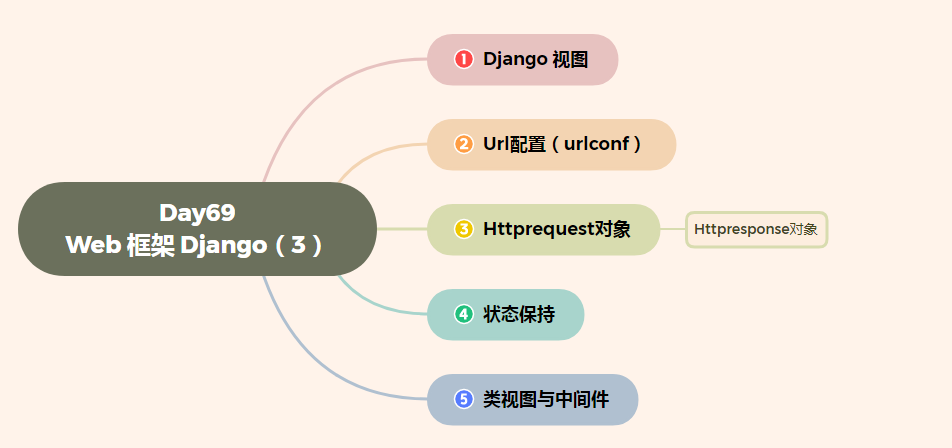 Day69
Web 框架 Django（3）
1 Django 视图
2 Url配置（urlconf）
3 Httprequest对象
Httpresponse对象
4 状态保持
5 类视图与中间件